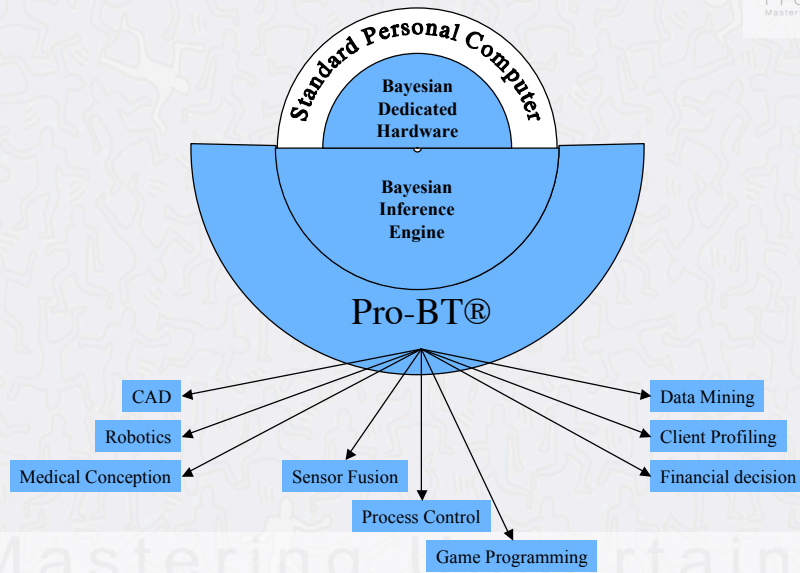 Standard Personal Computer
Bayesian
Dedicated
Hardware
Bayesian
Inference
Engine
Pro-BT®
CAD
Robotics
Medical Conception
Sensor Fusion
Process Control
Game Programming
Data Mining
Client Profiling
Financial decision
Mastering